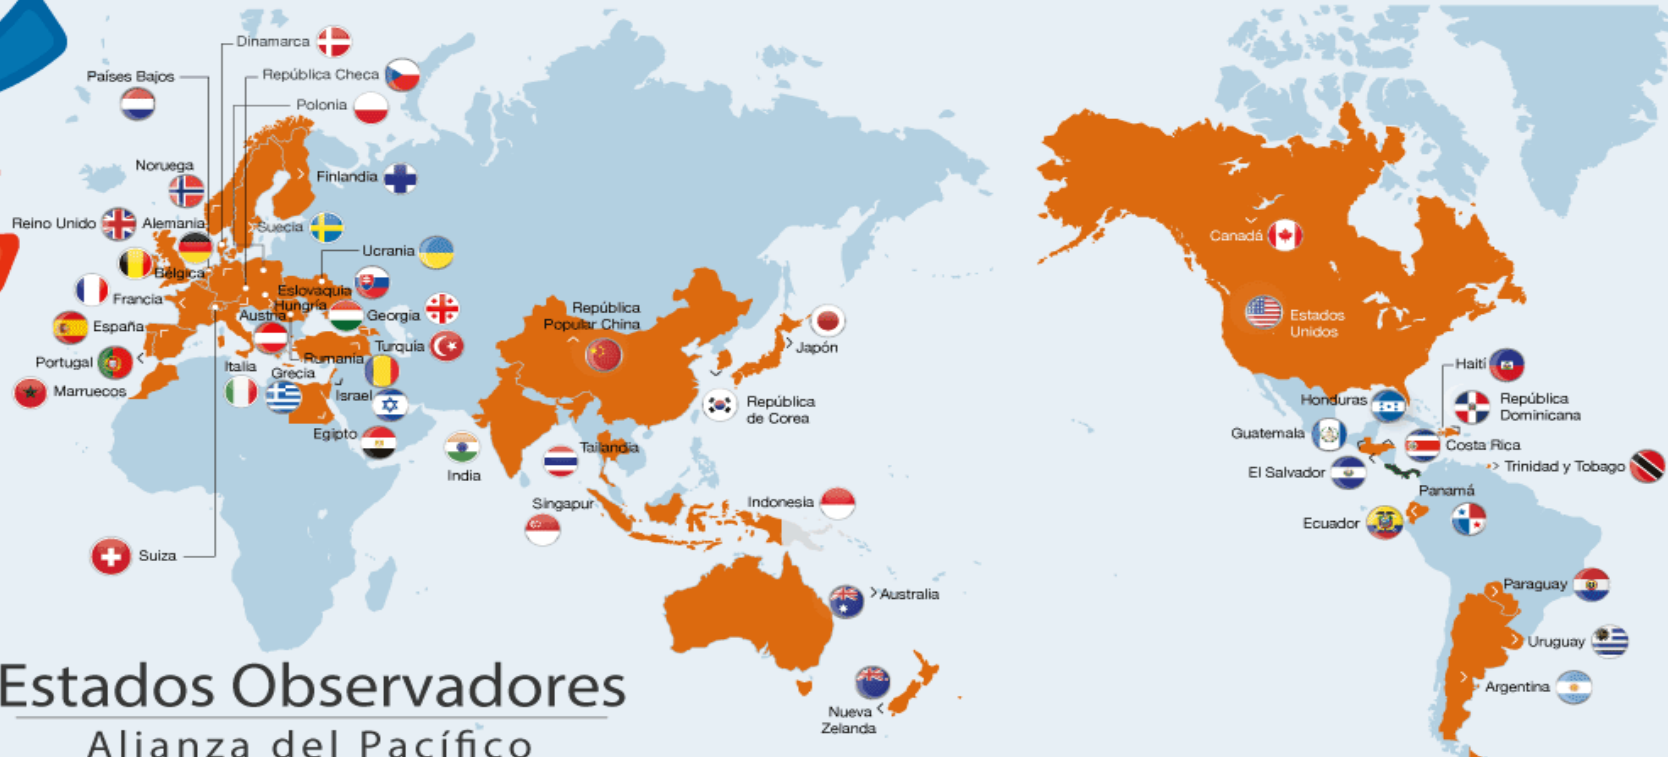 Dinamarca
Países Bajos
República Checa
Polonia
Noruega
Finlandia
Reino Unido
Alemania
Suecia
Ucrania
Bélgica
Eslovaquia
Francia
Hungría
Austria
Georgia
España
Turquía
Portugal
Rumanía
Italia
Grecia
Marruecos
Israel
Egipto
Suiza
República
Popular China
Japón
República
de Corea
India
Tailandia
Singapur
Indonesia
Australia
Nueva
Zelanda
Canadá
Estados
Unidos
Haití
Honduras
República
Dominicana
Guatemala
Costa Rica
El Salvador
Trinidad y Tobago
Panamá
Ecuador
Paraguay
Uruguay
Argentina
Estados Observadores
Alianza del Pacífico